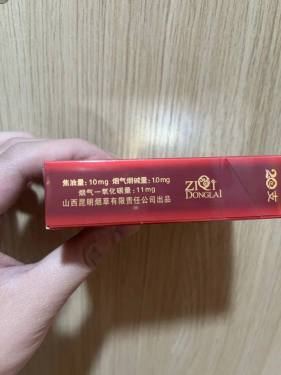 焦油量：10mg 烟气烟碱量：1.0mg
烟气一氧化碳量：11mg
山西昆明烟草有限责任公司出品
ZIQI
DONGLAI
20支